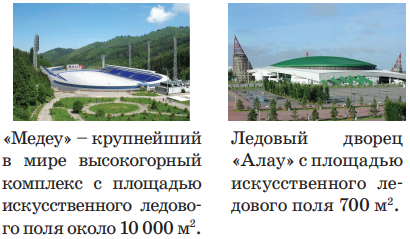 «Медеу» – крупнейший
в мире высокогорный
комплекс с площадью
искусственного ледово-
го поля около 10 000 м².
Ледовый дворец
«Алау» с площадью
искусственного ле-
дового поля 700 м².